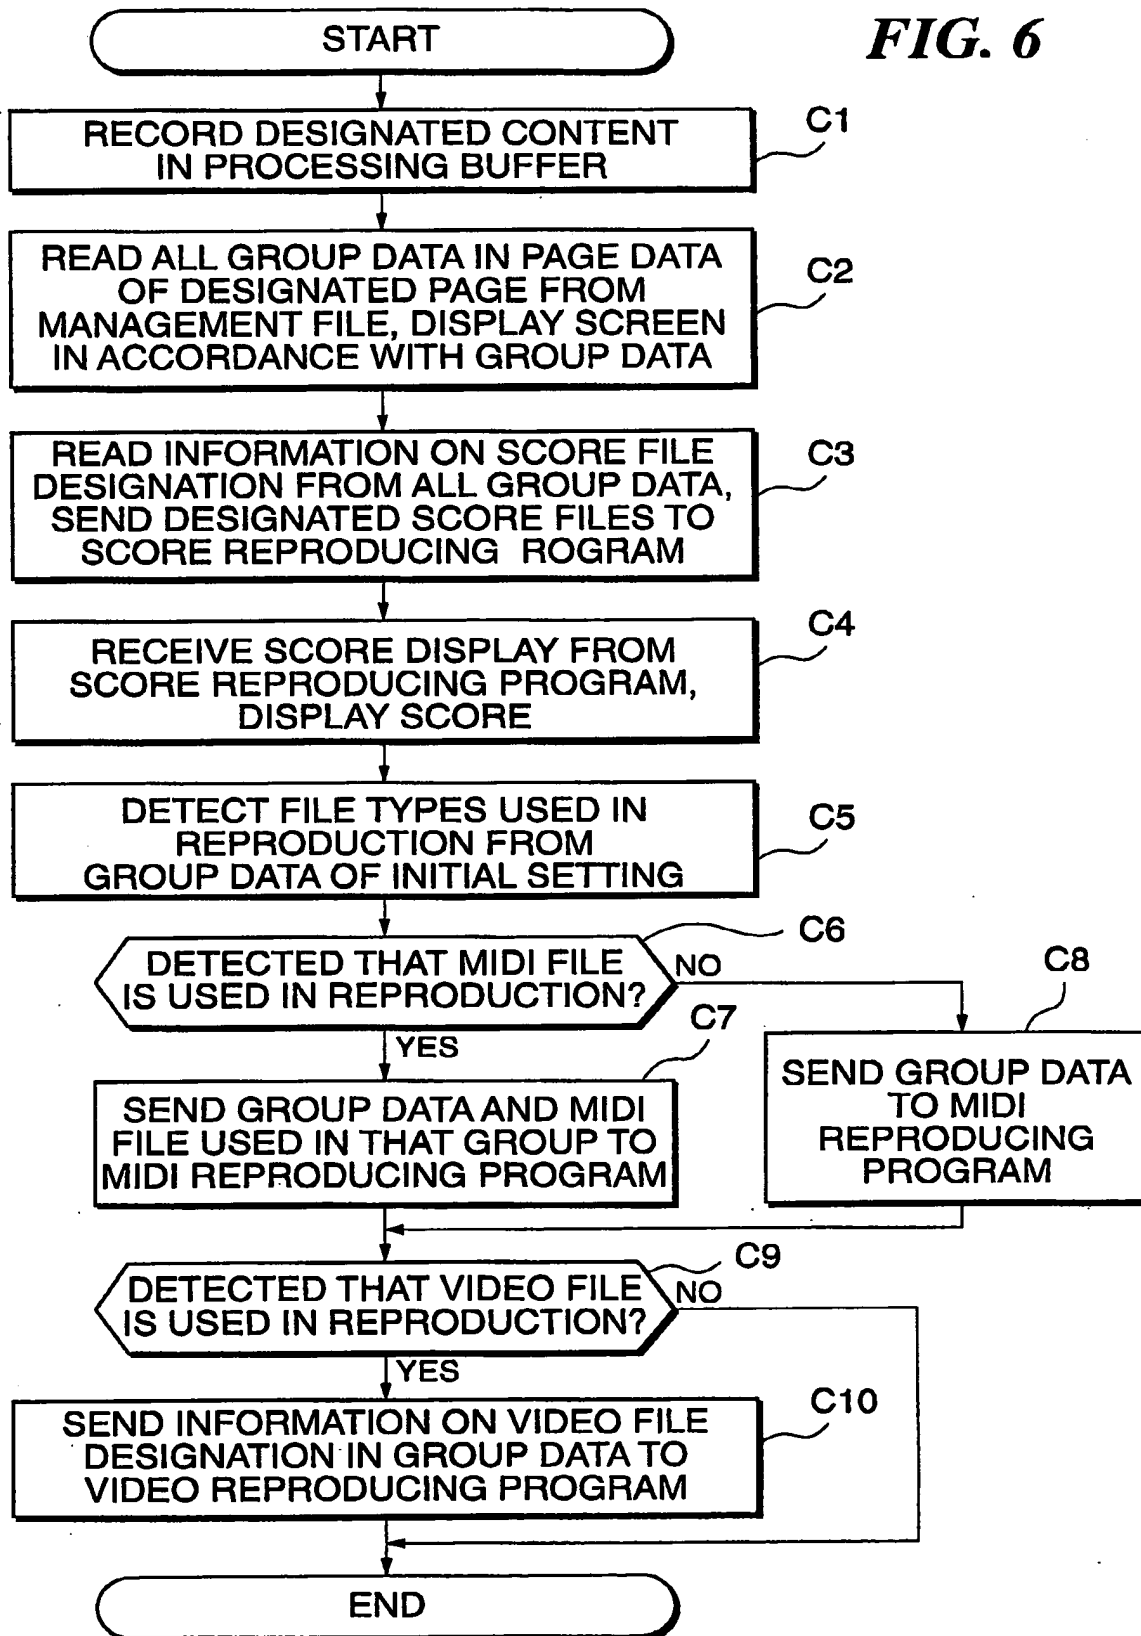 FIG. 6
START
RECORD DESIGNATED CONTENT
IN PROCESSING BUFFER
C1
READ ALL GROUP DATA IN PAGE DATA
OF DESIGNATED PAGE FROM
MANAGEMENT FILE, DISPLAY SCREEN
IN ACCORDANCE WITH GROUP DATA
C2
READ INFORMATION ON SCORE FILE
DESIGNATION FROM ALL GROUP DATA,
SEND DESIGNATED SCORE FILES TO
SCORE REPRODUCING ROGRAM
C3
RECEIVE SCORE DISPLAY FROM
SCORE REPRODUCING PROGRAM,
DISPLAY SCORE
C4
DETECT FILE TYPES USED IN
REPRODUCTION FROM
GROUP DATA OF INITIAL SETTING
C5
DETECTED THAT MIDI FILE
IS USED IN REPRODUCTION?
C6
NO
YES
SEND GROUP DATA AND MIDI
FILE USED IN THAT GROUP TO
MIDI REPRODUCING PROGRAM
C7
SEND GROUP DATA
TO MIDI
REPRODUCING
PROGRAM
C8
DETECTED THAT VIDEO FILE
IS USED IN REPRODUCTION?
C9
NO
YES
SEND INFORMATION ON VIDEO FILE
DESIGNATION IN GROUP DATA TO
VIDEO REPRODUCING PROGRAM
C10
END